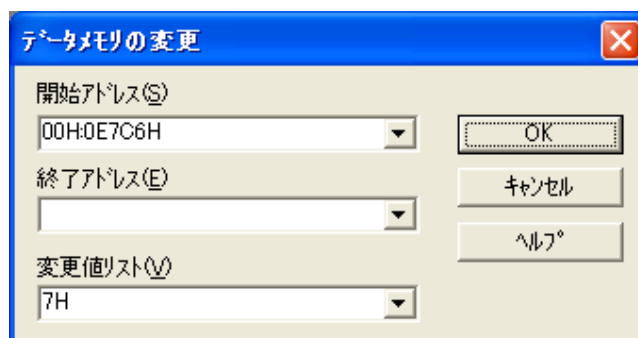 データメモリの変更
開始アドレス(S)
00H:0E7C6H
OK
終了アドレス(E)
キャンセル
ヘルプ
変更値リスト(V)
7H